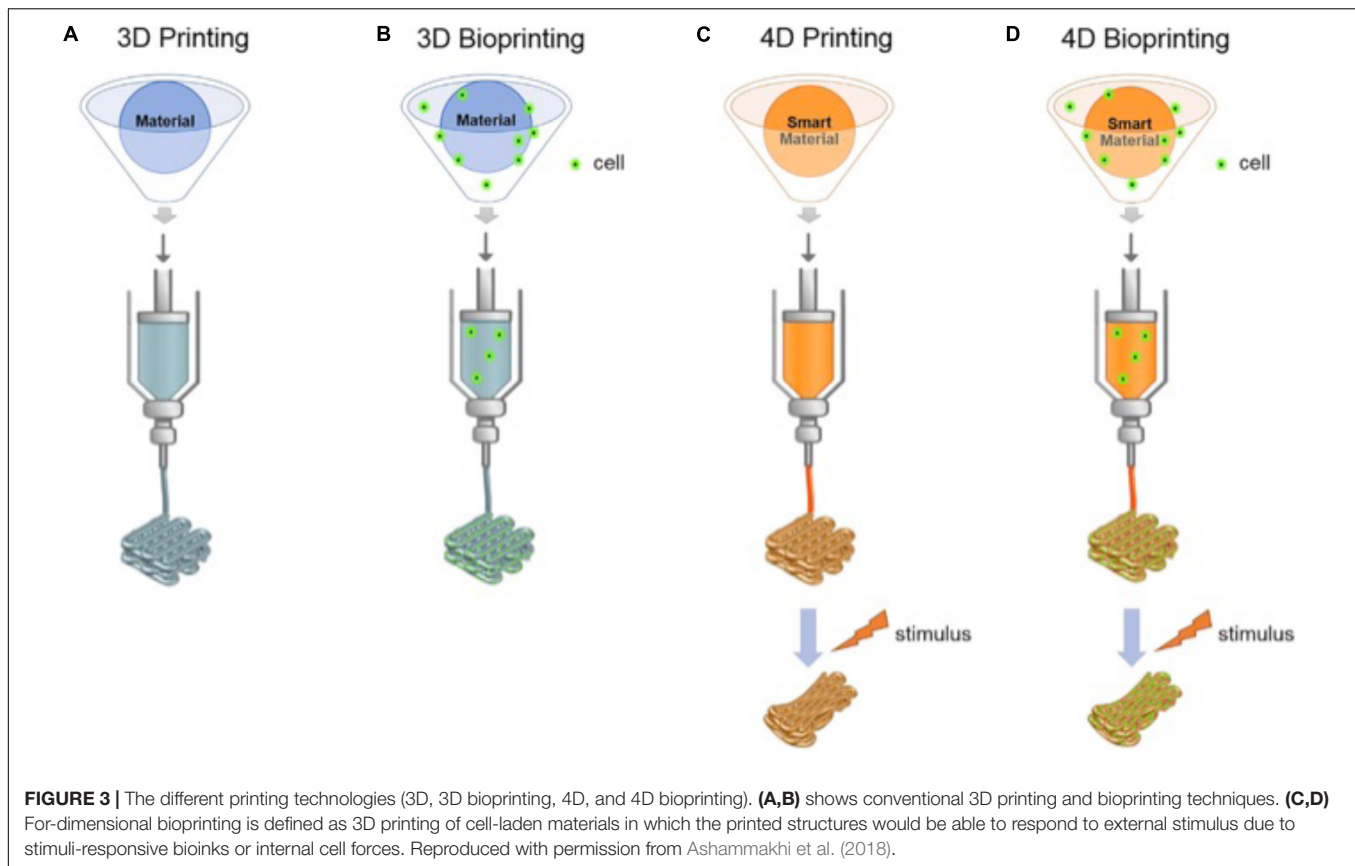 A 3D Printing
B 3D Bioprinting
C 4D Printing
D 4D Bioprinting
Material
Material
cell
Smart
Material
Smart
Material
cell
stimulus
stimulus
FIGURE 3 | The different printing technologies (3D, 3D bioprinting, 4D, and 4D bioprinting). (A,B) shows conventional 3D printing and bioprinting techniques. (C,D)
For-dimensional bioprinting is defined as 3D printing of cell-laden materials in which the printed structures would be able to respond to external stimulus due to
stimuli-responsive bioinks or internal cell forces. Reproduced with permission from Ashammakhi et al. (2018).